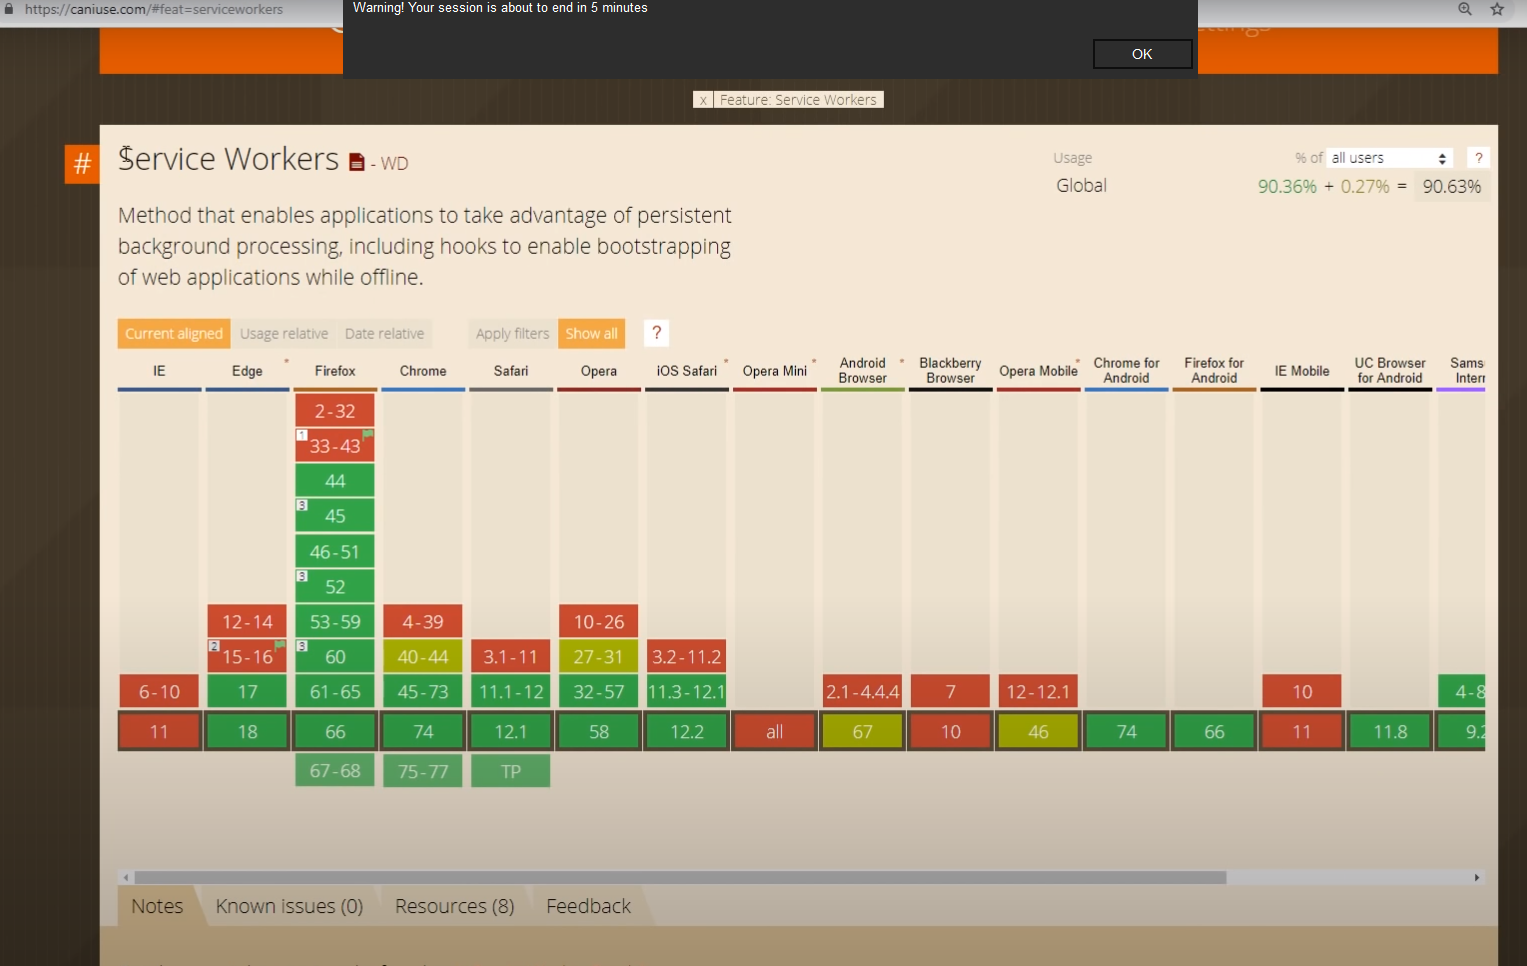 https://caniuse.com/#feat=serviceworkers
Warning! Your session is about to end in 5 minutes
OK
x Feature: Service Workers
#
Service Workers - WD
Usage % of all users ?
Global 90.36% + 0.27% = 90.63%
Method that enables applications to take advantage of persistent
background processing, including hooks to enable bootstrapping
of web applications while offline.
Current aligned Usage relative Date relative Apply filters Show all ?
IE Edge * Firefox Chrome Safari Opera iOS Safari * Opera Mini * Android Browser * Blackberry Browser Opera Mobile * Chrome for Android Firefox for Android IE Mobile UC Browser for Android Sams
2-32
1 33-43
44
3 45
46-51
3 52
12-14 53-59 4-39 10-26
2 15-16 3 60 40-44 3.1-11 27-31 3.2-11.2
6-10 17 61-65 45-73 11.1-12 32-57 11.3-12.1 2.1-4.4.4 7 12-12.1 10 4-8
11 18 66 74 12.1 58 12.2 all 67 10 46 74 66 11 11.8 9.2
67-68 75-77 TP
Notes Known issues (0) Resources (8) Feedback